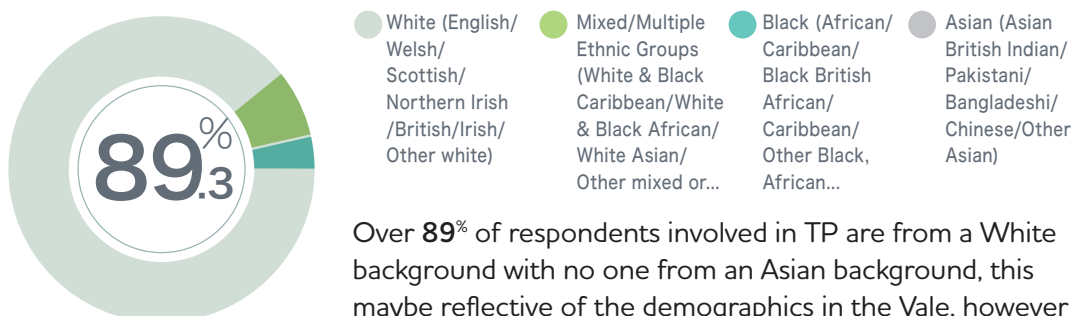 89.3%
White (English/
Welsh/
Scottish/
Northern Irish
/British/Irish/
Other white)
Mixed/Multiple
Ethnic Groups
(White & Black
Caribbean/White
& Black African/
White Asian/
Other mixed or...
Black (African/
Caribbean/
Black British
African/
Caribbean/
Other Black,
African...
Asian (Asian
British Indian/
Pakistani/
Bangladeshi/
Chinese/Other
Asian)
Over 89% of respondents involved in TP are from a White
background with no one from an Asian background, this
maybe reflective of the demographics in the Vale, however